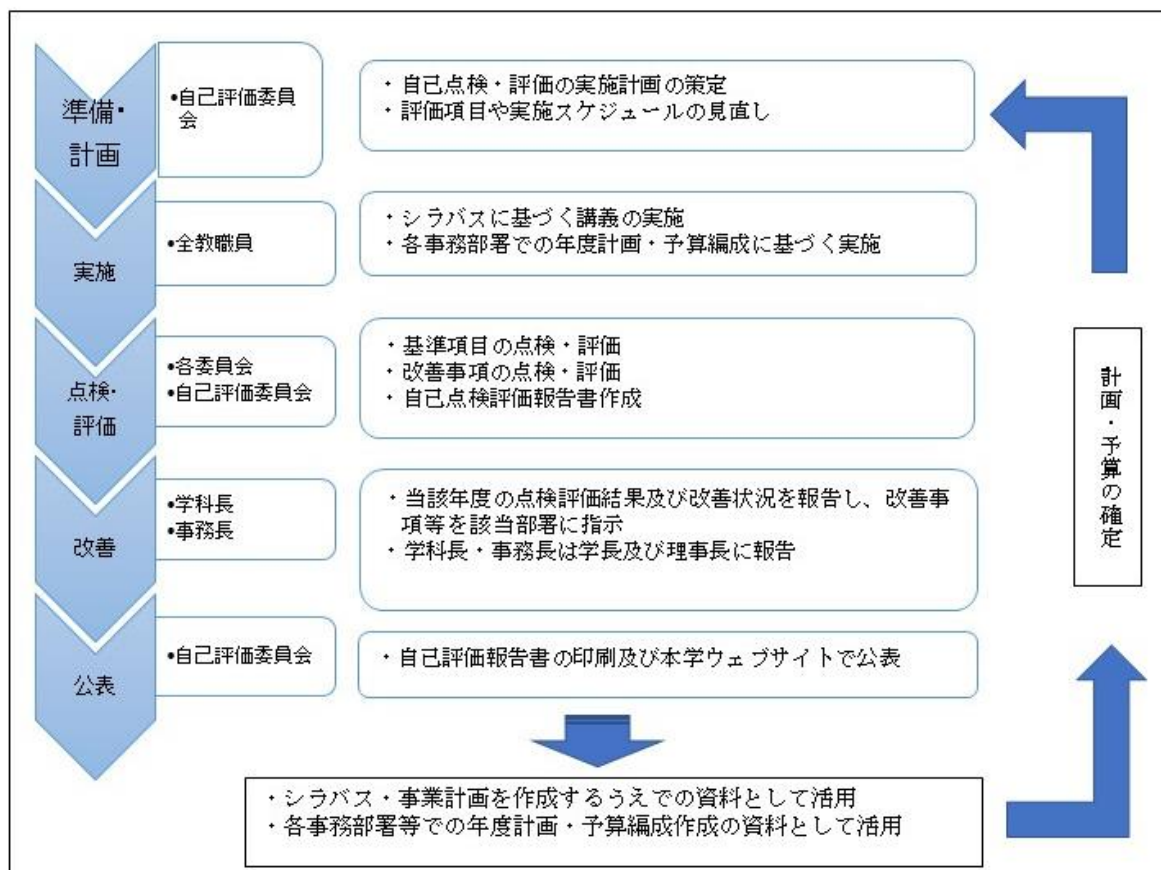 準備・
計画
•自己評価委員
会
・自己点検・評価の実施計画の策定
・評価項目や実施スケジュールの見直し
実施
•全教職員
・シラバスに基づく講義の実施
・各事務部署での年度計画・予算編成に基づく実施
点検・
評価
•各委員会
•自己評価委員会
・基準項目の点検・評価
・改善事項の点検・評価
・自己点検評価報告書作成
改善
•学科長
•事務長
・当該年度の点検評価結果及び改善状況を報告し、改善事
項等を該当部署に指示
・学科長・事務長は学長及び理事長に報告
公表
•自己評価委員会
・自己評価報告書の印刷及び本学ウェブサイトで公表
・シラバス・事業計画を作成するうえでの資料として活用
・各事務部署等での年度計画・予算編成作成の資料として活用
計画・予算の確定